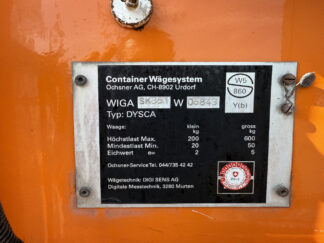 Container Wägesystem
Ochsner AG, CH-8902 Urdorf
WIGA SK351 W 05843
Typ: DYSCA
W5
860
Y(b)
Waage: klein gross
kg kg
Höchstlast Max. 200 600
Mindestlast Min. 20 50
Eichwert e= 2 5
Ochsner-Service Tel. 044/735 42 42
Wägetechnik: DIGI SENS AG
Digitale Messtechnik, 3280 Murten